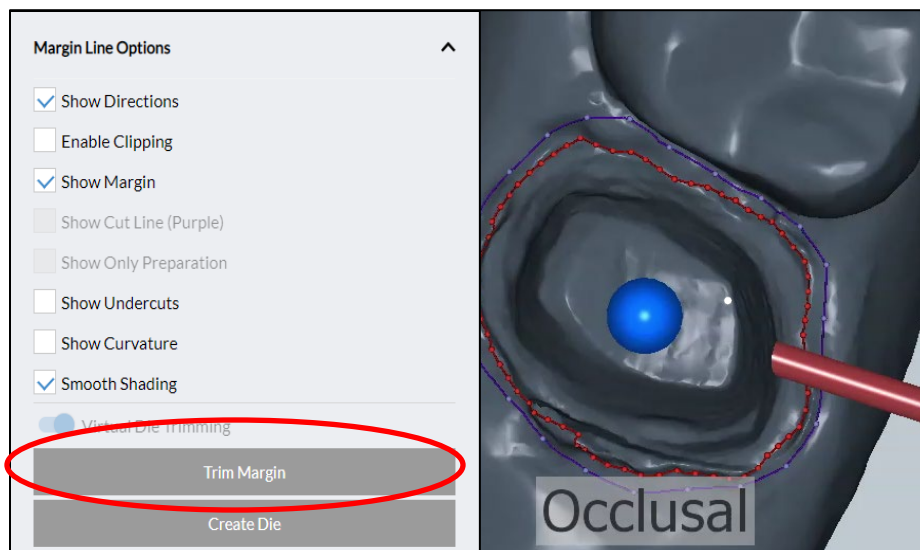 Margin Line Options
Show Directions
Enable Clipping
Show Margin
Show Cut Line (Purple)
Show Only Preparation
Show Undercuts
Show Curvature
Smooth Shading
Virtual Die Trimming
Trim Margin
Create Die
Occlusal